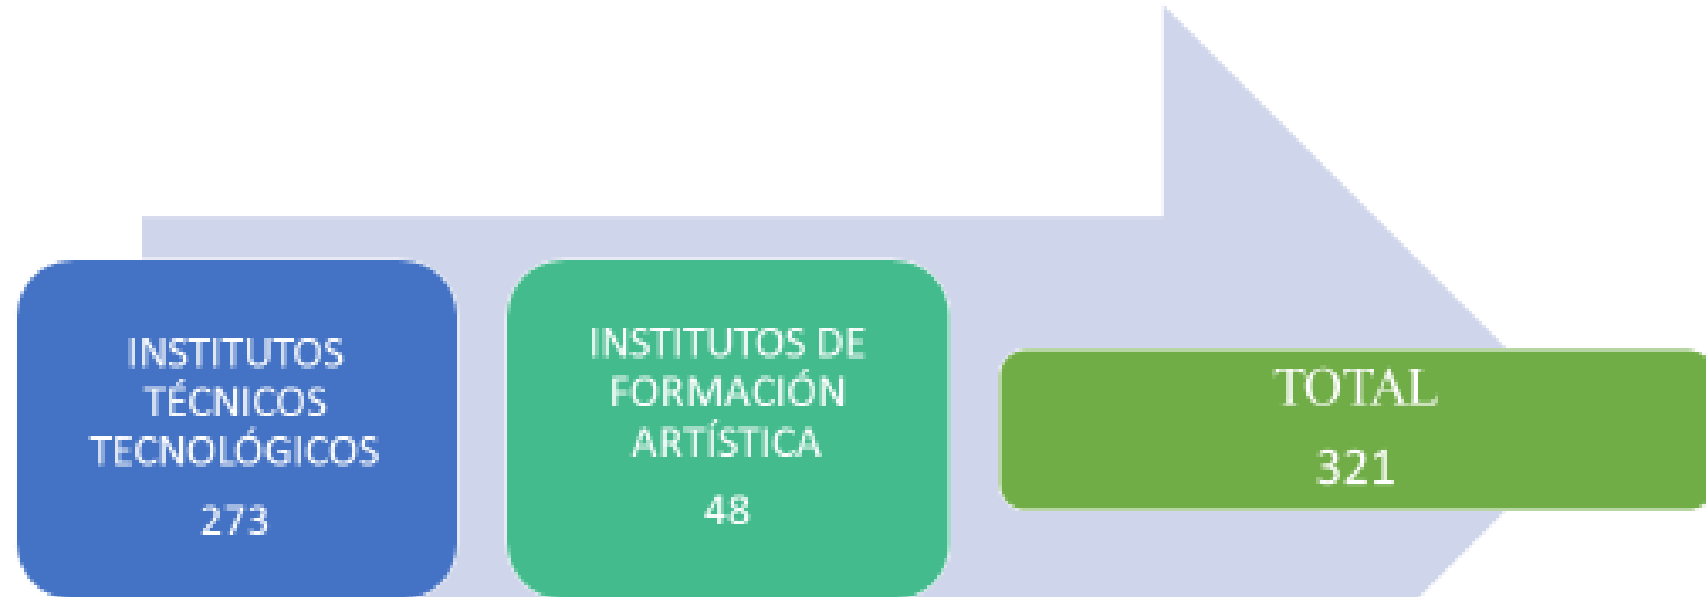 INSTITUTOS
TÉCNICOS
TECNOLÓGICOS
273
INSTITUTOS DE
FORMACIÓN
ARTÍSTICA
48
TOTAL
321